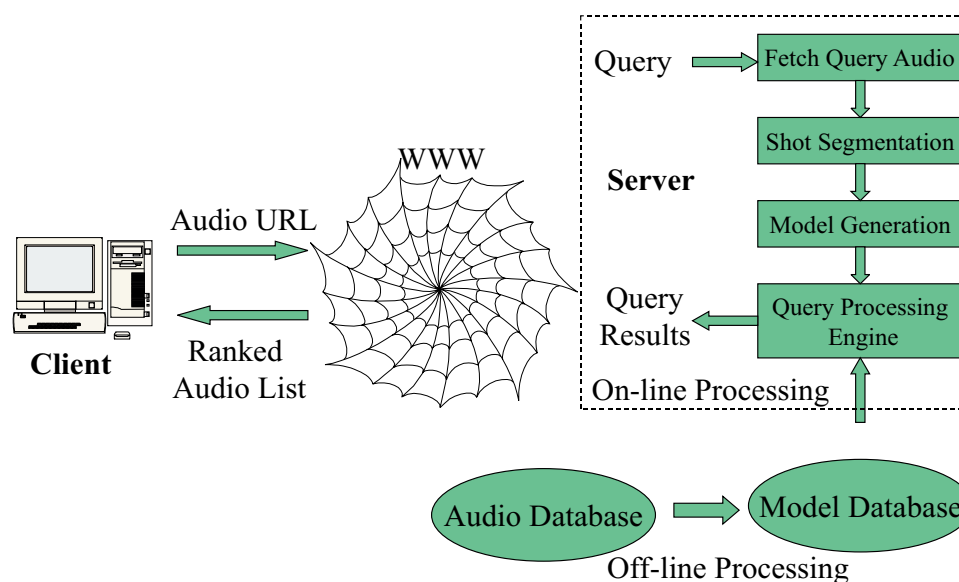 Query
Fetch Query Audio
Shot Segmentation
WWW
Server
Audio URL
Model Generation
Query
Results
Query Processing
Engine
Client
Ranked
Audio List
On-line Processing
Audio Database
Model Database
Off-line Processing